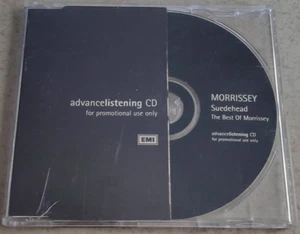 advancelistening CD
for promotional use only
EMI
MORRISSEY
Suedehead
The Best Of Morrissey
advancelistening CD
for promotional use only